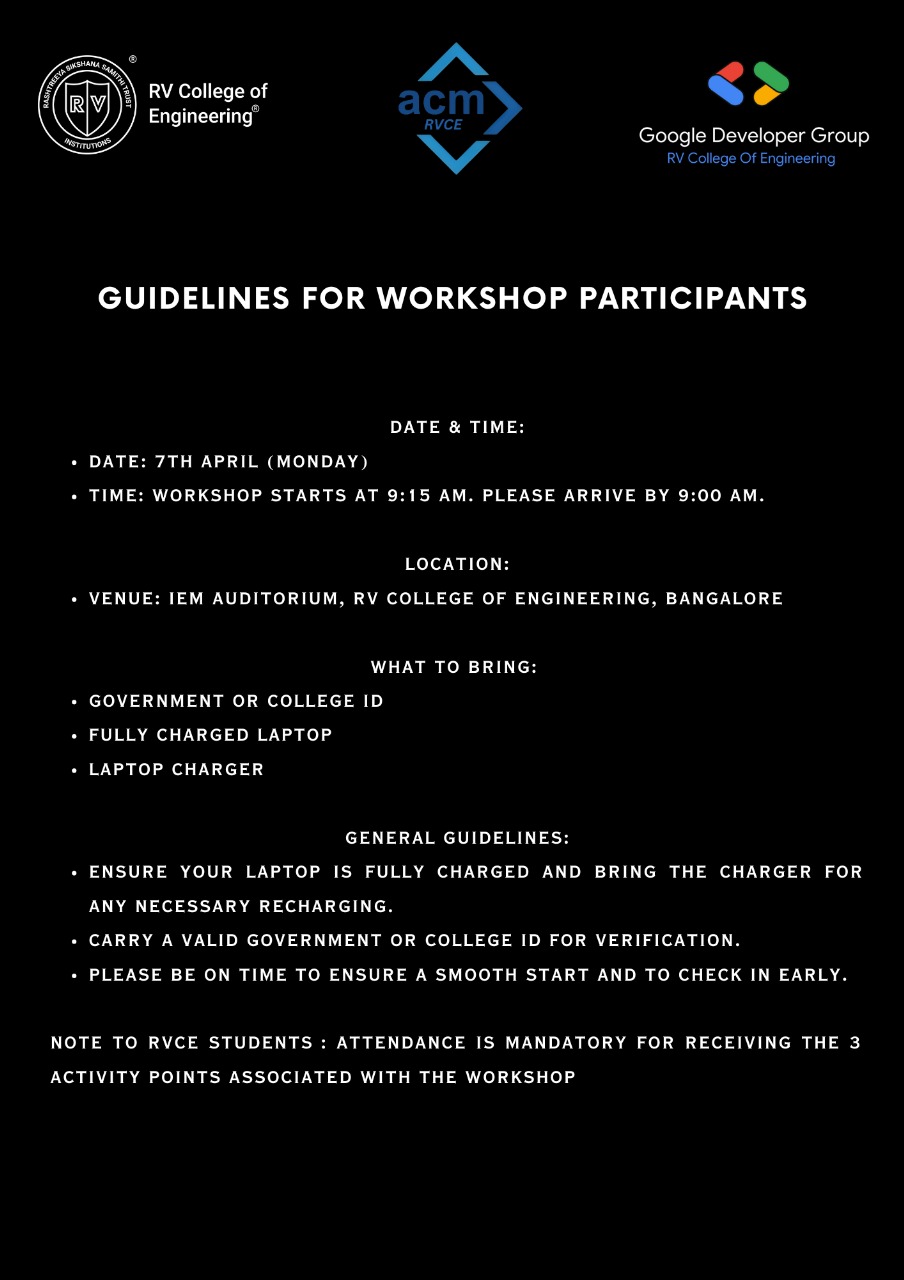 RASHTREEYA SIKSHANA SAMITHI TRUST
®
RV
INSTITUTIONS
RV College of
Engineering®
acm
RVCE
Google Developer Group
RV College Of Engineering
GUIDELINES FOR WORKSHOP PARTICIPANTS
DATE & TIME:
• DATE: 7TH APRIL (MONDAY)
• TIME: WORKSHOP STARTS AT 9:15 AM. PLEASE ARRIVE BY 9:00 AM.
LOCATION:
• VENUE: IEM AUDITORIUM, RV COLLEGE OF ENGINEERING, BANGALORE
WHAT TO BRING:
• GOVERNMENT OR COLLEGE ID
• FULLY CHARGED LAPTOP
• LAPTOP CHARGER
GENERAL GUIDELINES:
• ENSURE YOUR LAPTOP IS FULLY CHARGED AND BRING THE CHARGER FOR
ANY NECESSARY RECHARGING.
• CARRY A VALID GOVERNMENT OR COLLEGE ID FOR VERIFICATION.
• PLEASE BE ON TIME TO ENSURE A SMOOTH START AND TO CHECK IN EARLY.
NOTE TO RVCE STUDENTS : ATTENDANCE IS MANDATORY FOR RECEIVING THE 3
ACTIVITY POINTS ASSOCIATED WITH THE WORKSHOP